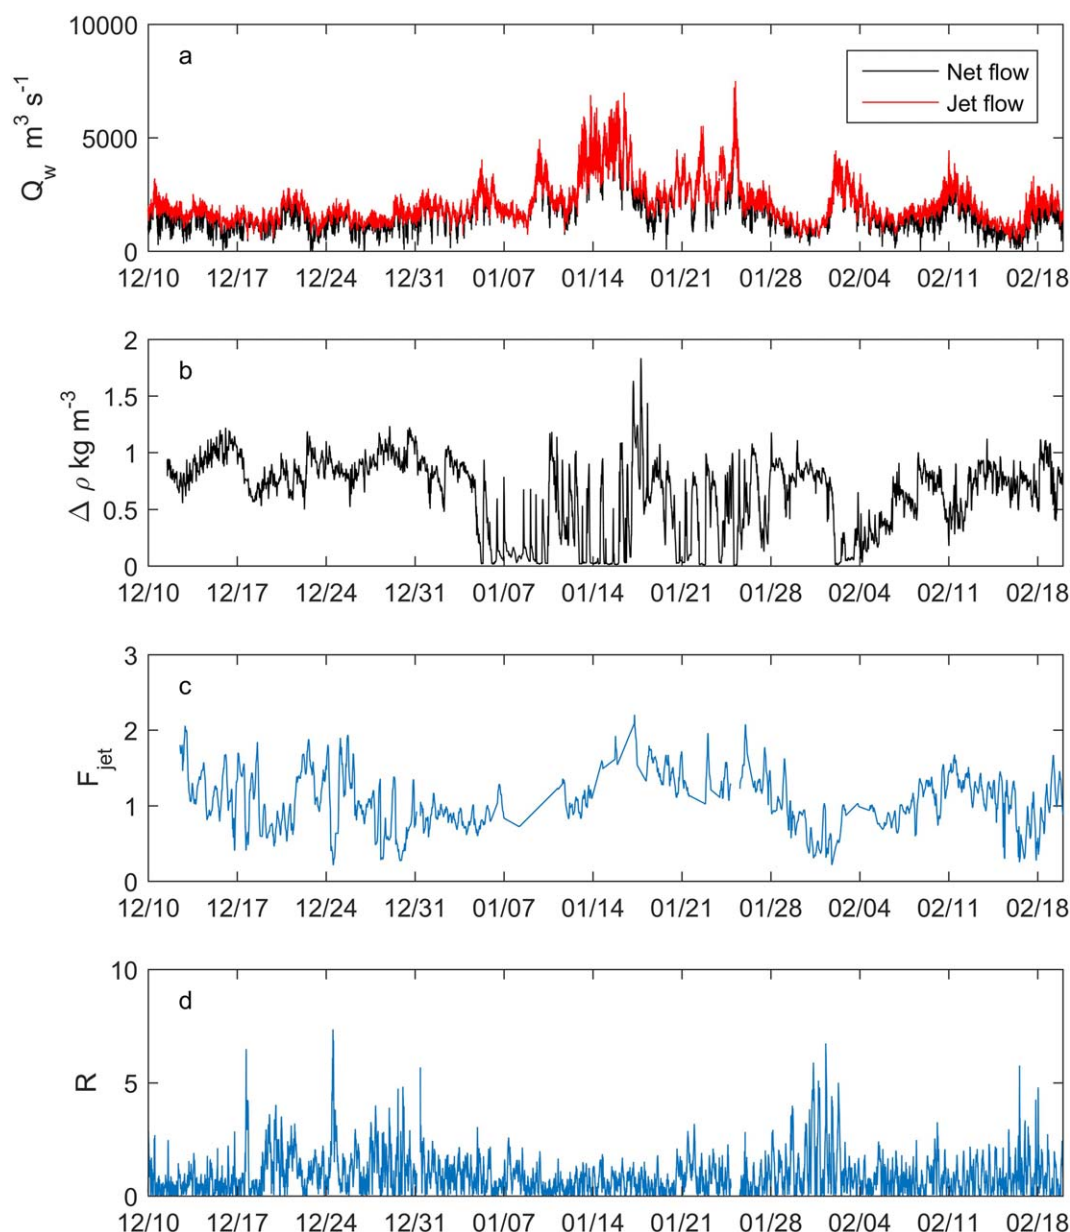 a
10000
5000
0
Q_w m³ s⁻¹
Net flow
Jet flow
12/10 12/17 12/24 12/31 01/07 01/14 01/21 01/28 02/04 02/11 02/18
b
2
1.5
1
0.5
0
Δ ρ kg m⁻³
12/10 12/17 12/24 12/31 01/07 01/14 01/21 01/28 02/04 02/11 02/18
c
3
2
1
0
F_jet
12/10 12/17 12/24 12/31 01/07 01/14 01/21 01/28 02/04 02/11 02/18
d
10
5
0
R
12/10 12/17 12/24 12/31 01/07 01/14 01/21 01/28 02/04 02/11 02/18